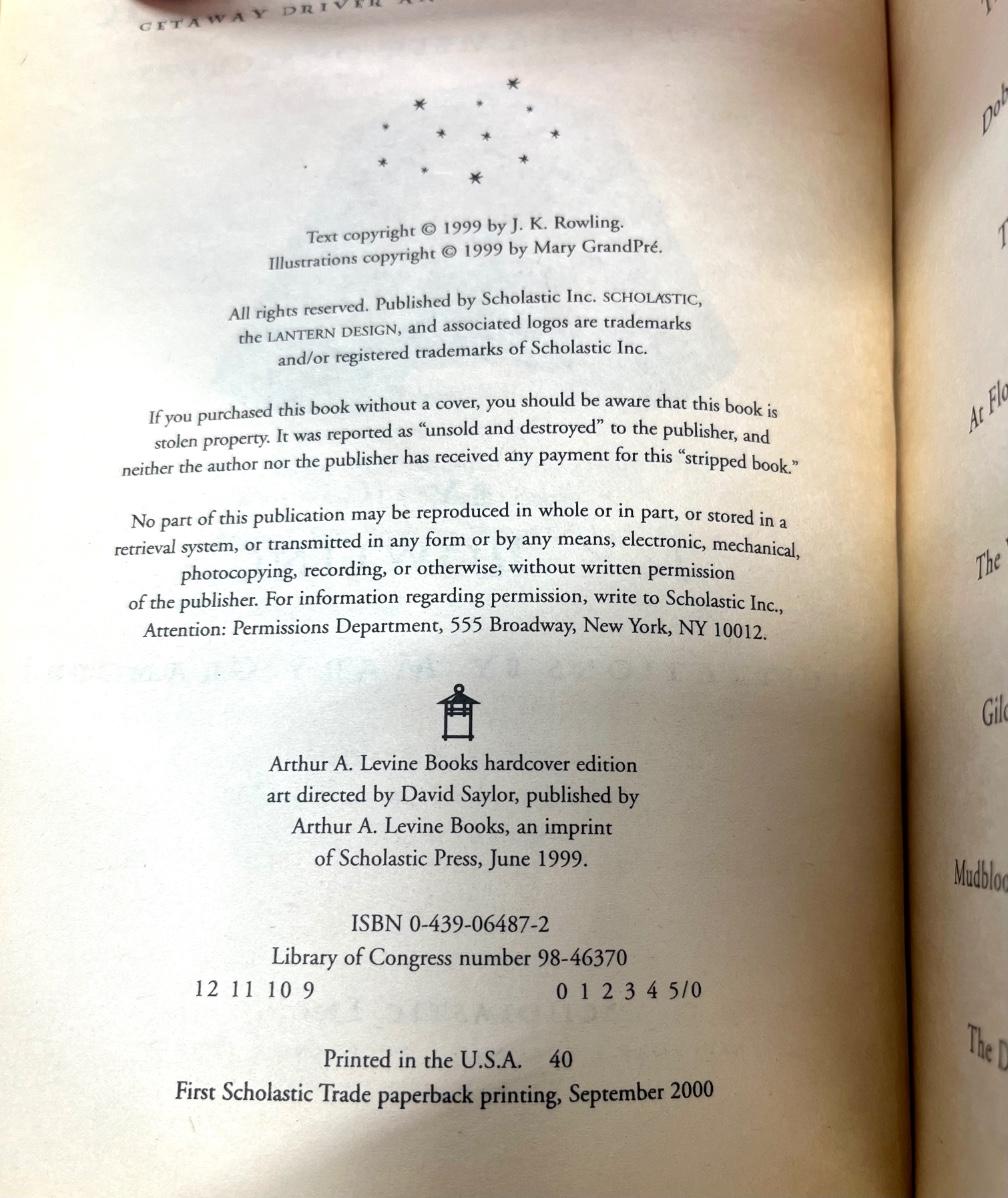 GETAWAY DRIVER
Text copyright © 1999 by J. K. Rowling.
Illustrations copyright © 1999 by Mary GrandPré.
All rights reserved. Published by Scholastic Inc. SCHOLASTIC,
the LANTERN DESIGN, and associated logos are trademarks
and/or registered trademarks of Scholastic Inc.
If you purchased this book without a cover, you should be aware that this book is
stolen property. It was reported as “unsold and destroyed” to the publisher, and
neither the author nor the publisher has received any payment for this “stripped book.”
No part of this publication may be reproduced in whole or in part, or stored in a
retrieval system, or transmitted in any form or by any means, electronic, mechanical,
photocopying, recording, or otherwise, without written permission
of the publisher. For information regarding permission, write to Scholastic Inc.,
Attention: Permissions Department, 555 Broadway, New York, NY 10012.
Arthur A. Levine Books hardcover edition
art directed by David Saylor, published by
Arthur A. Levine Books, an imprint
of Scholastic Press, June 1999.
ISBN 0-439-06487-2
Library of Congress number 98-46370
12 11 10 9 0 1 2 3 4 5/0
Printed in the U.S.A. 40
First Scholastic Trade paperback printing, September 2000
Dob
At Flo
The
Gil
Mudbloo
The D